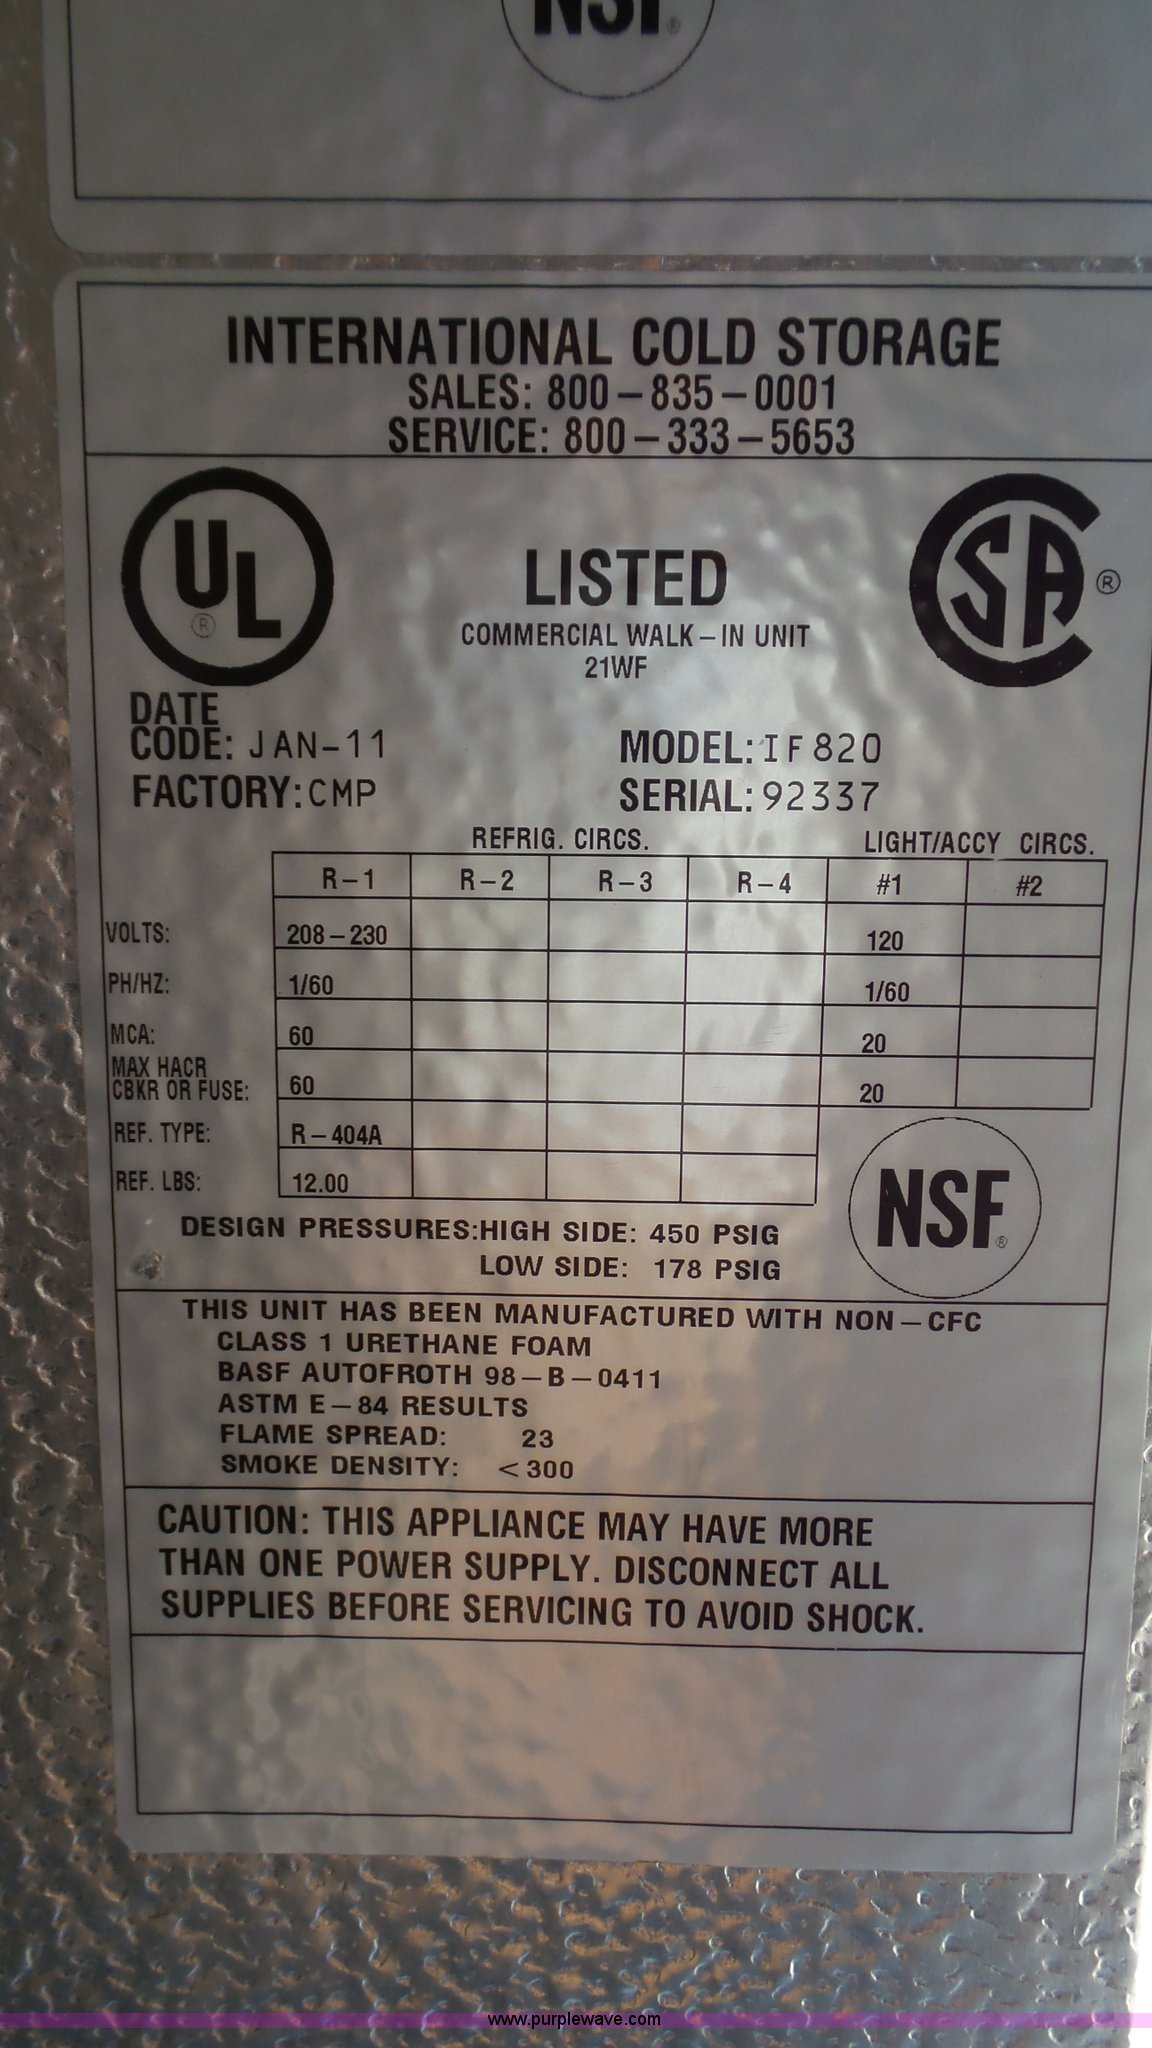 NSF®
INTERNATIONAL COLD STORAGE
SALES: 800-835-0001
SERVICE: 800-333-5653
UL ® LISTED CSA ®
COMMERCIAL WALK-IN UNIT
21WF
DATE
CODE: JAN-11 MODEL: IF820
FACTORY: CMP SERIAL: 92337
REFRIG. CIRCS. LIGHT/ACCY CIRCS.
R-1 R-2 R-3 R-4 #1 #2
VOLTS: 208-230 120
PH/HZ: 1/60 1/60
MCA: 60 20
MAX HACR
CBKR OR FUSE: 60 20
REF. TYPE: R-404A
REF. LBS: 12.00
NSF®
DESIGN PRESSURES: HIGH SIDE: 450 PSIG
LOW SIDE: 178 PSIG
THIS UNIT HAS BEEN MANUFACTURED WITH NON-CFC
CLASS 1 URETHANE FOAM
BASF AUTOFROTH 98-B-0411
ASTM E-84 RESULTS
FLAME SPREAD: 23
SMOKE DENSITY: <300
CAUTION: THIS APPLIANCE MAY HAVE MORE
THAN ONE POWER SUPPLY. DISCONNECT ALL
SUPPLIES BEFORE SERVICING TO AVOID SHOCK.
www.purplewave.com